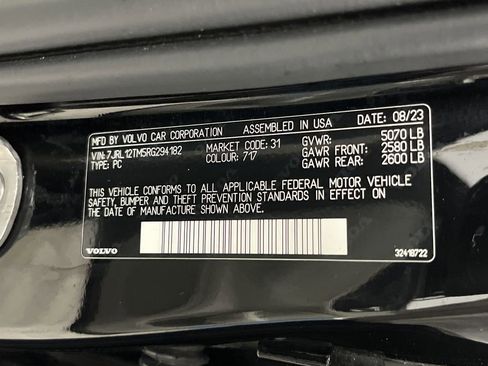 MFD BY VOLVO CAR CORPORATION ASSEMBLED IN USA DATE: 08/23
VIN: 7JRL12TM5RG294182 MARKET CODE: 31 GVWR: 5070 LB
TYPE: PC COLOUR: 717 GAWR FRONT: 2580 LB
GAWR REAR: 2600 LB
THIS VEHICLE CONFORMS TO ALL APPLICABLE FEDERAL MOTOR VEHICLE
SAFETY, BUMPER AND THEFT PREVENTION STANDARDS IN EFFECT ON
THE DATE OF MANUFACTURE SHOWN ABOVE.
VOLVO 32418722